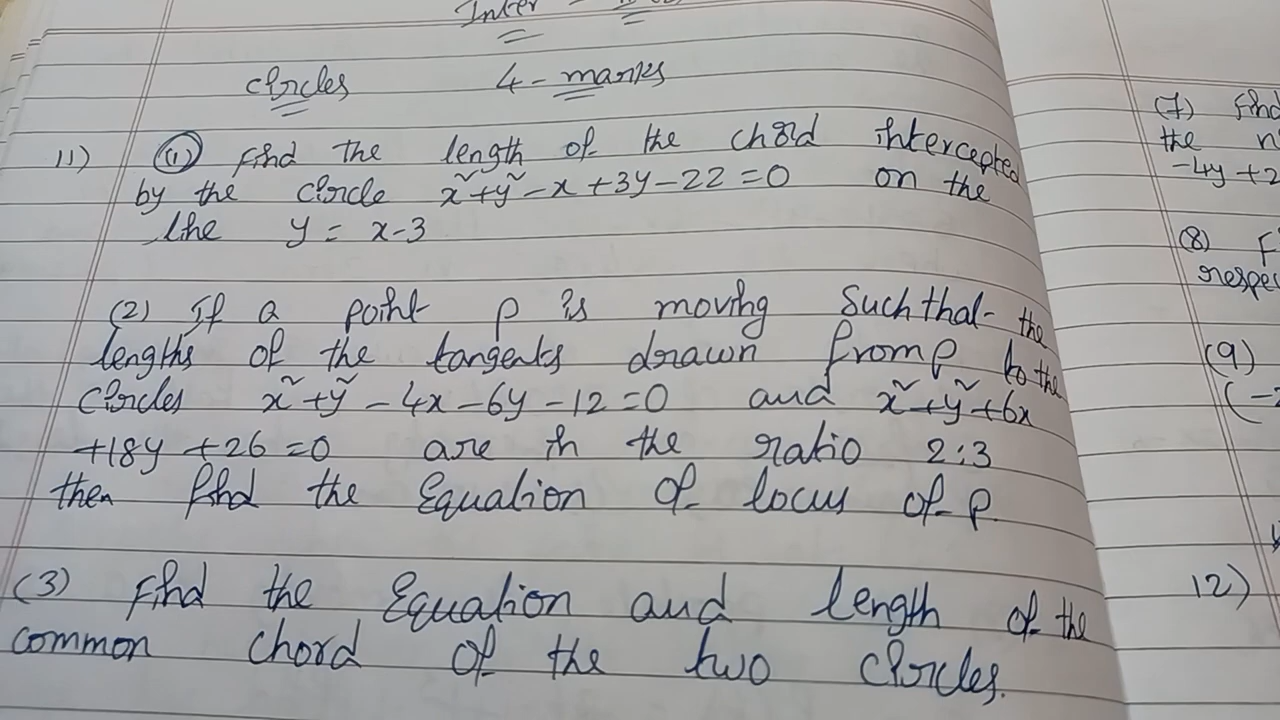 Inter
Circles 4-marks
11) (1) Find the length of the chord intercepted
by the circle x²+y²-x+3y-22=0 on the
line y = x-3
(2) If a point P is moving Such that the
lengths of the tangents drawn from P to the
Circles x²+y²-4x-6y-12=0 and x²+y²+6x
+18y+26=0 are in the ratio 2:3
then find the Equation of locus of P
(3) Find the Equation and length of the
common chord of the two Circles.
(7) Find
the
-4y+2
(8)
respe
(9)
(-2
12)